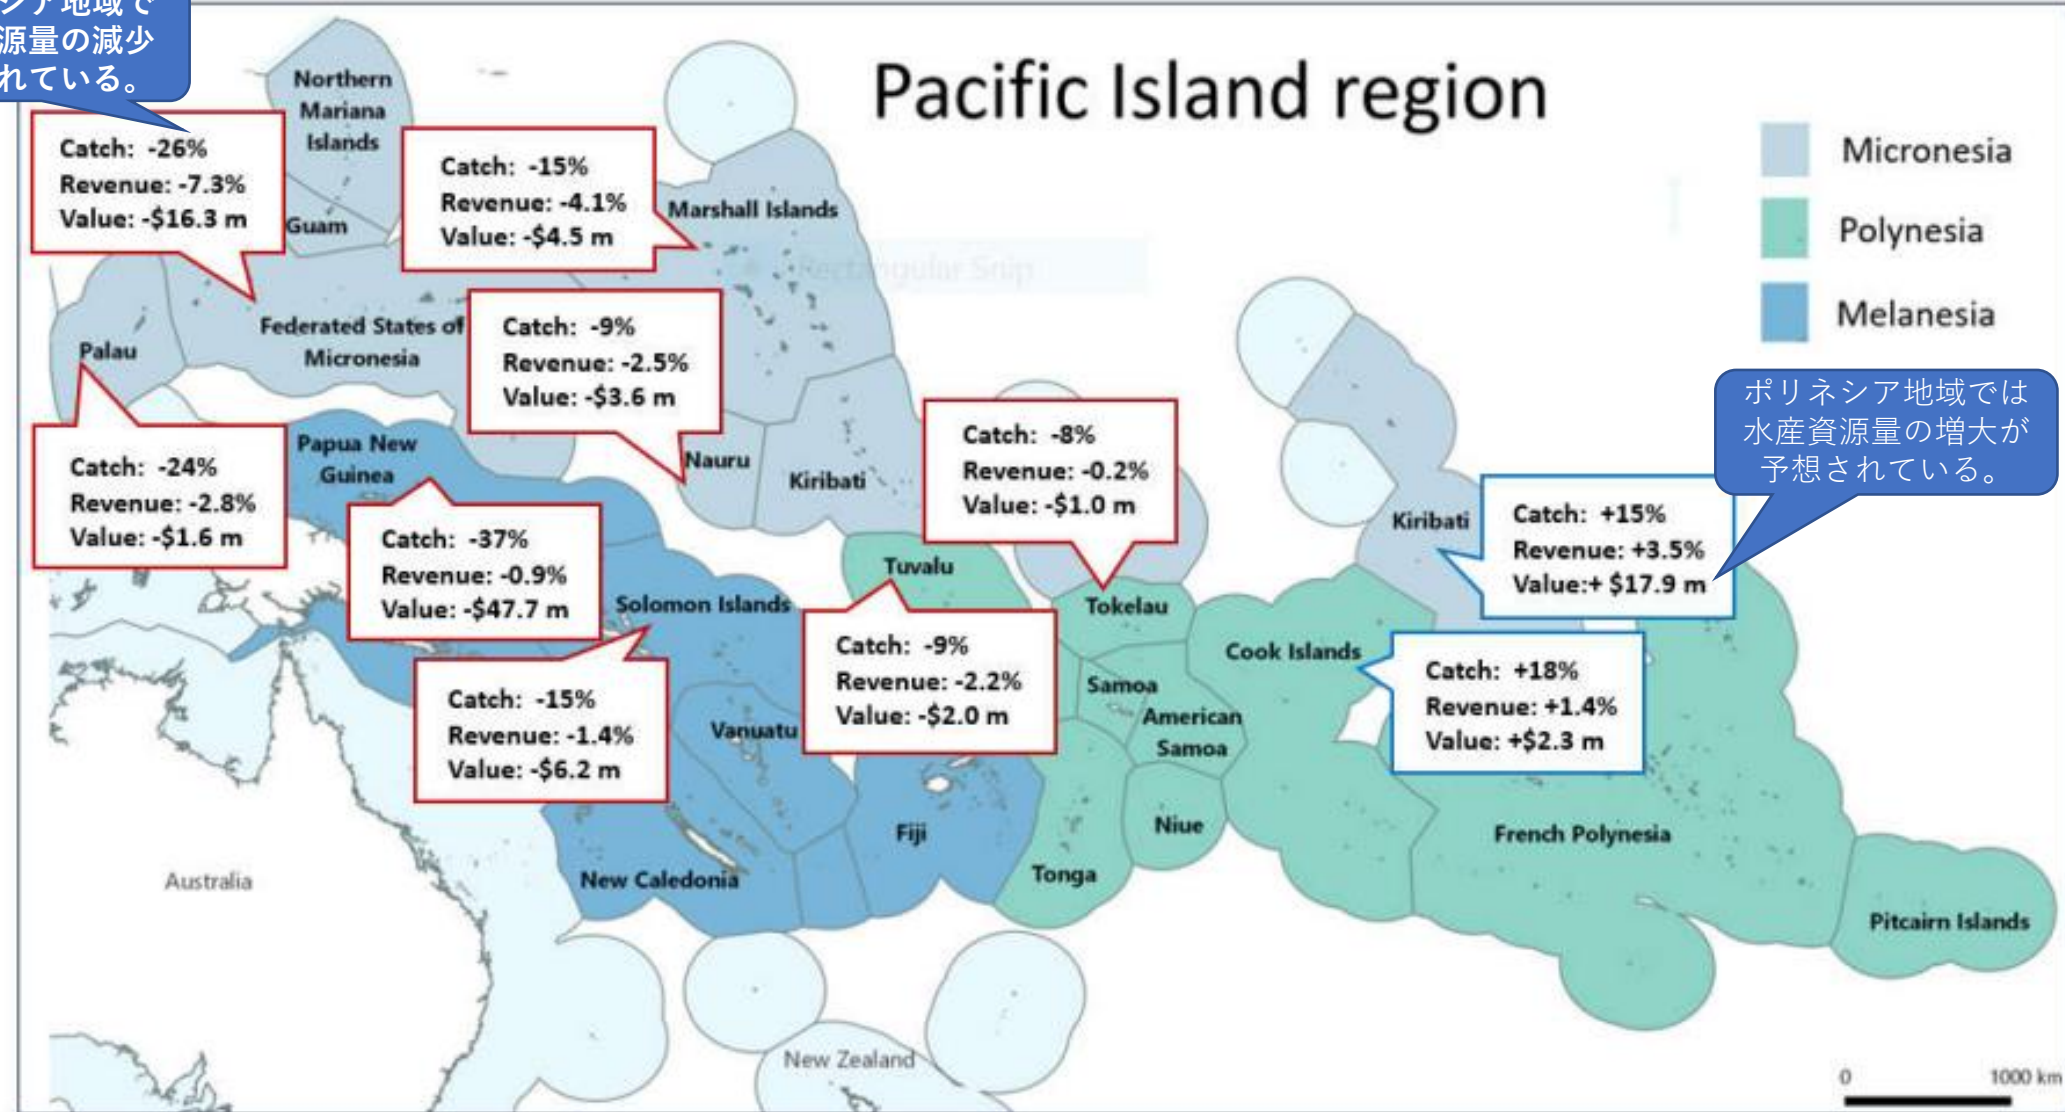 シア地域で
源量の減少
れている。
Pacific Island region
Micronesia
Polynesia
Melanesia
Northern
Mariana
Islands
Guam
Catch: -26%
Revenue: -7.3%
Value: -$16.3 m
Catch: -15%
Revenue: -4.1%
Value: -$4.5 m
Marshall Islands
Rectangular Snip
Palau
Federated States of
Micronesia
Catch: -9%
Revenue: -2.5%
Value: -$3.6 m
Nauru
Kiribati
Catch: -24%
Revenue: -2.8%
Value: -$1.6 m
Papua New
Guinea
Catch: -37%
Revenue: -0.9%
Value: -$47.7 m
Catch: -8%
Revenue: -0.2%
Value: -$1.0 m
ポリネシア地域では
水産資源量の増大が
予想されている。
Kiribati
Catch: +15%
Revenue: +3.5%
Value:+ $17.9 m
Tuvalu
Tokelau
Solomon Islands
Catch: -9%
Revenue: -2.2%
Value: -$2.0 m
Cook Islands
Catch: +18%
Revenue: +1.4%
Value: +$2.3 m
Catch: -15%
Revenue: -1.4%
Value: -$6.2 m
Vanuatu
Samoa
American
Samoa
Fiji
Niue
Tonga
French Polynesia
New Caledonia
Australia
Pitcairn Islands
New Zealand
0 1000 km